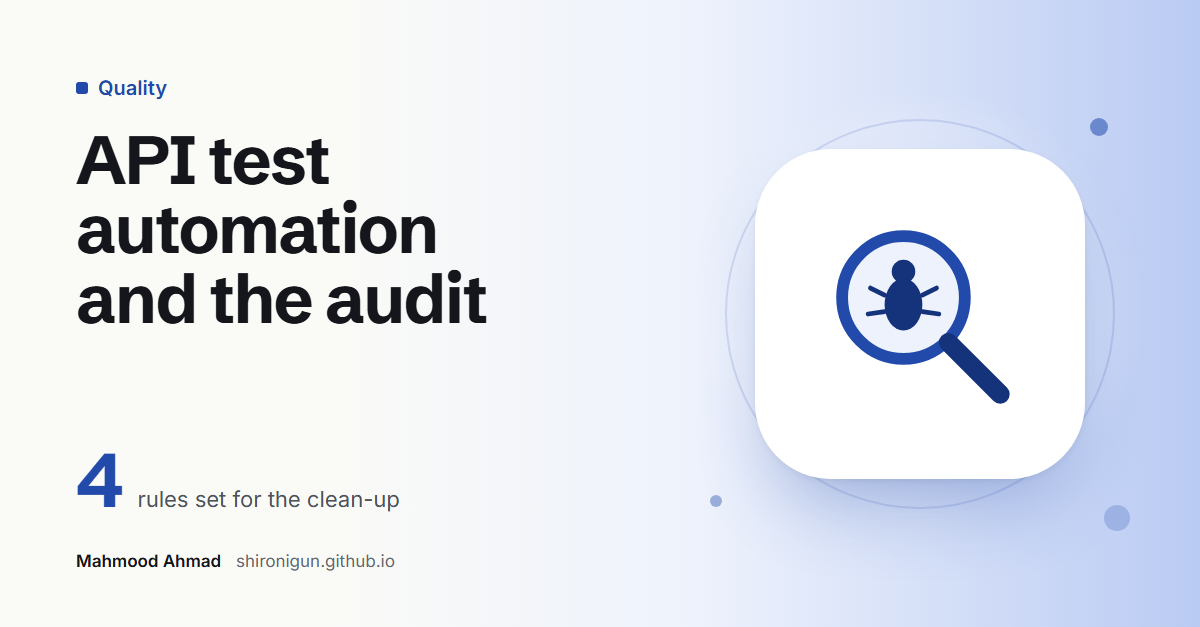 Quality
API test
automation
and the audit
4 rules set for the clean-up
Mahmood Ahmad shironigun.github.io